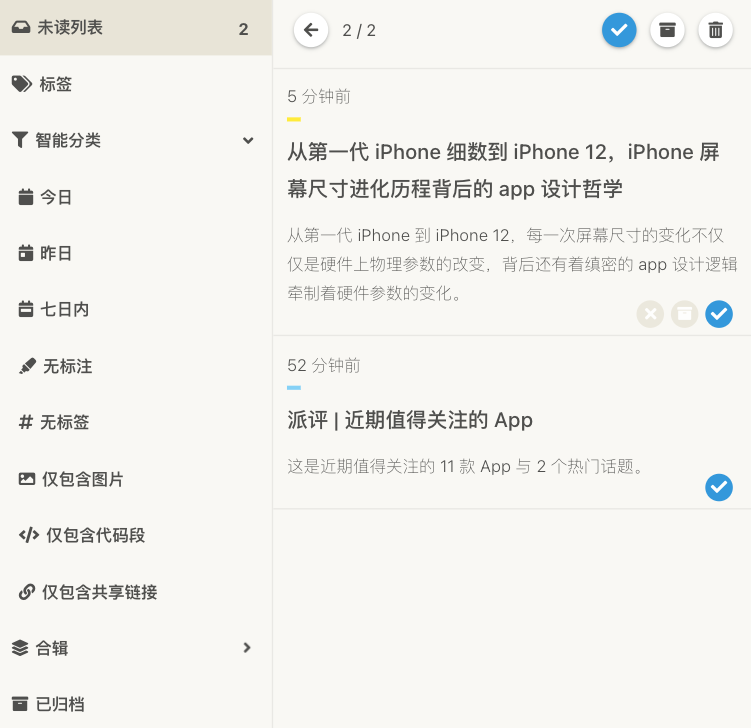 未读列表 2
标签
智能分类
今日
昨日
七日内
无标注
无标签
仅包含图片
仅包含代码段
仅包含共享链接
合辑
已归档
2 / 2
5 分钟前
从第一代 iPhone 细数到 iPhone 12，iPhone 屏
幕尺寸进化历程背后的 app 设计哲学
从第一代 iPhone 到 iPhone 12，每一次屏幕尺寸的变化不仅
仅是硬件上物理参数的改变，背后还有着缜密的 app 设计逻辑
牵制着硬件参数的变化。
52 分钟前
派评 | 近期值得关注的 App
这是近期值得关注的 11 款 App 与 2 个热门话题。